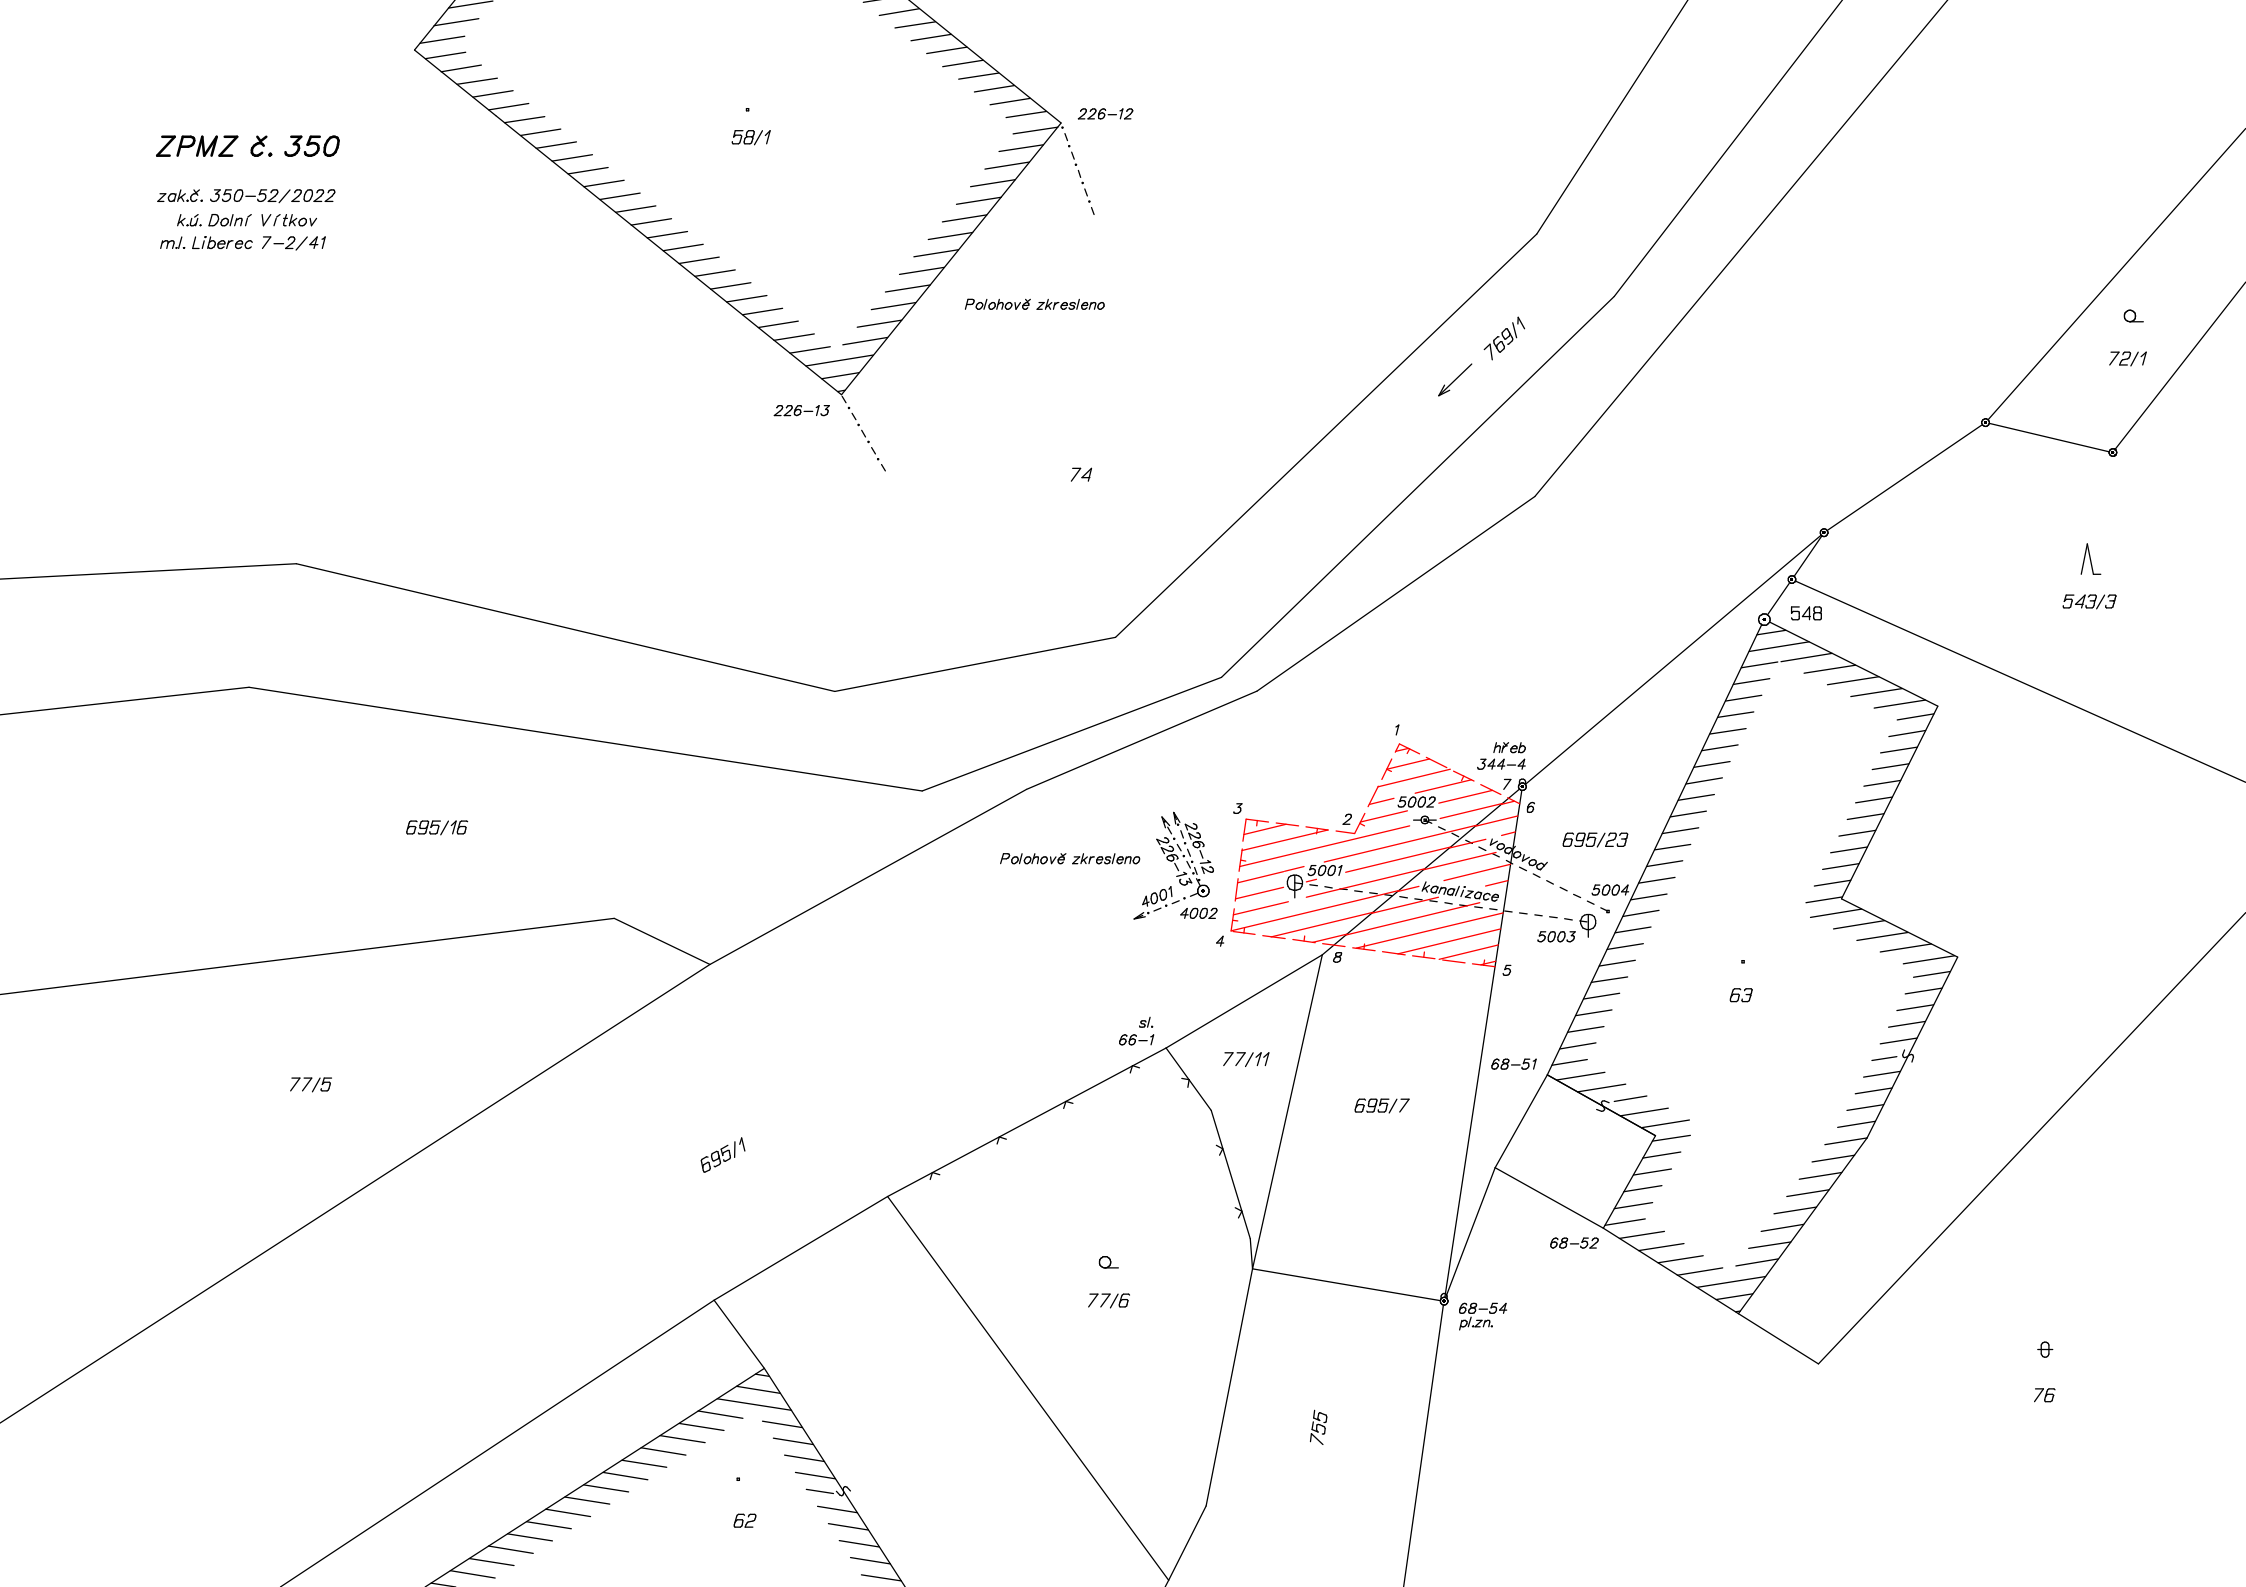 226-12
58/1
ZPMZ č. 350
zak.č. 350-52/2022
k.ú. Dolní Vítkov
m.l. Liberec 7-2/41
Polohově zkresleno
769/1
72/1
226-13
74
543/3
548
1
hřeb
344-4
7
6
5002
3
2
695/16
695/23
vodovod
Polohově zkresleno
226-12
226-13
5001
5004
kanalizace
4001
4002
5003
4
8
5
63
sl.
66-1
77/11
68-51
77/5
695/7
S
S
695/1
68-52
77/6
68-54
pl.zn.
76
755
S
62